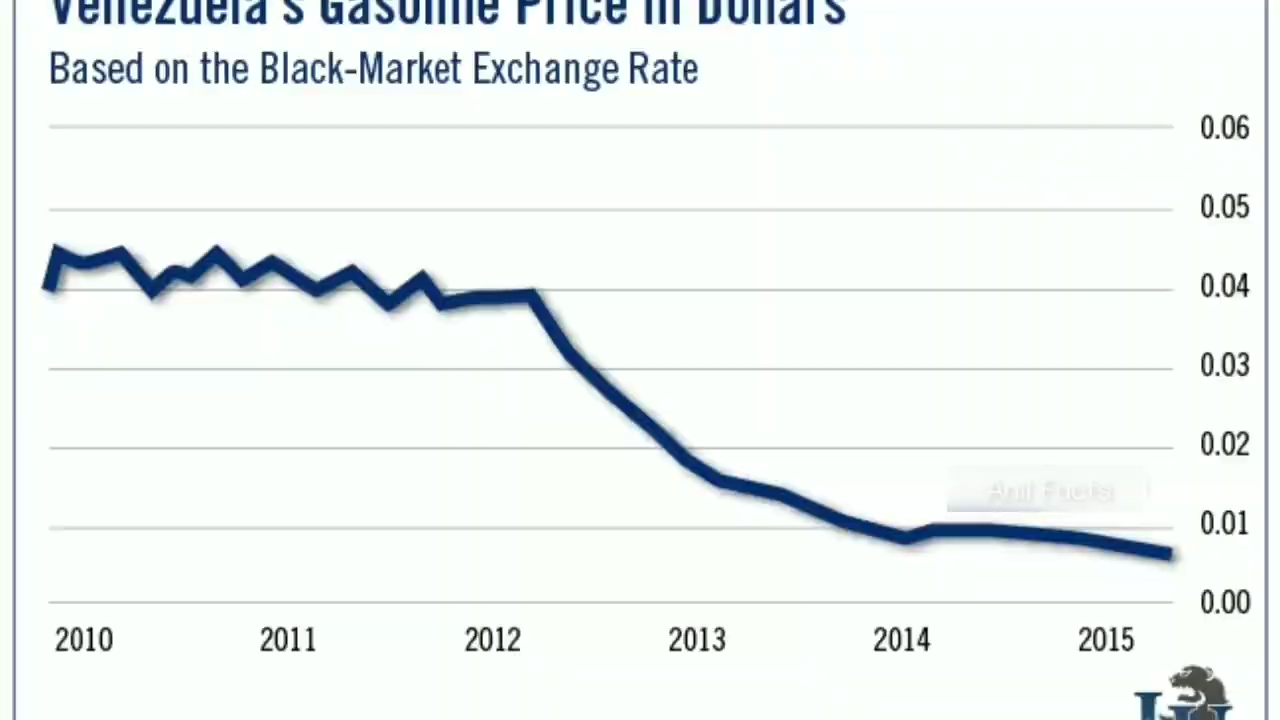 Venezuela's Gasoline Price in Dollars
Based on the Black-Market Exchange Rate
0.06
0.05
0.04
0.03
0.02
0.01
0.00
2010 2011 2012 2013 2014 2015